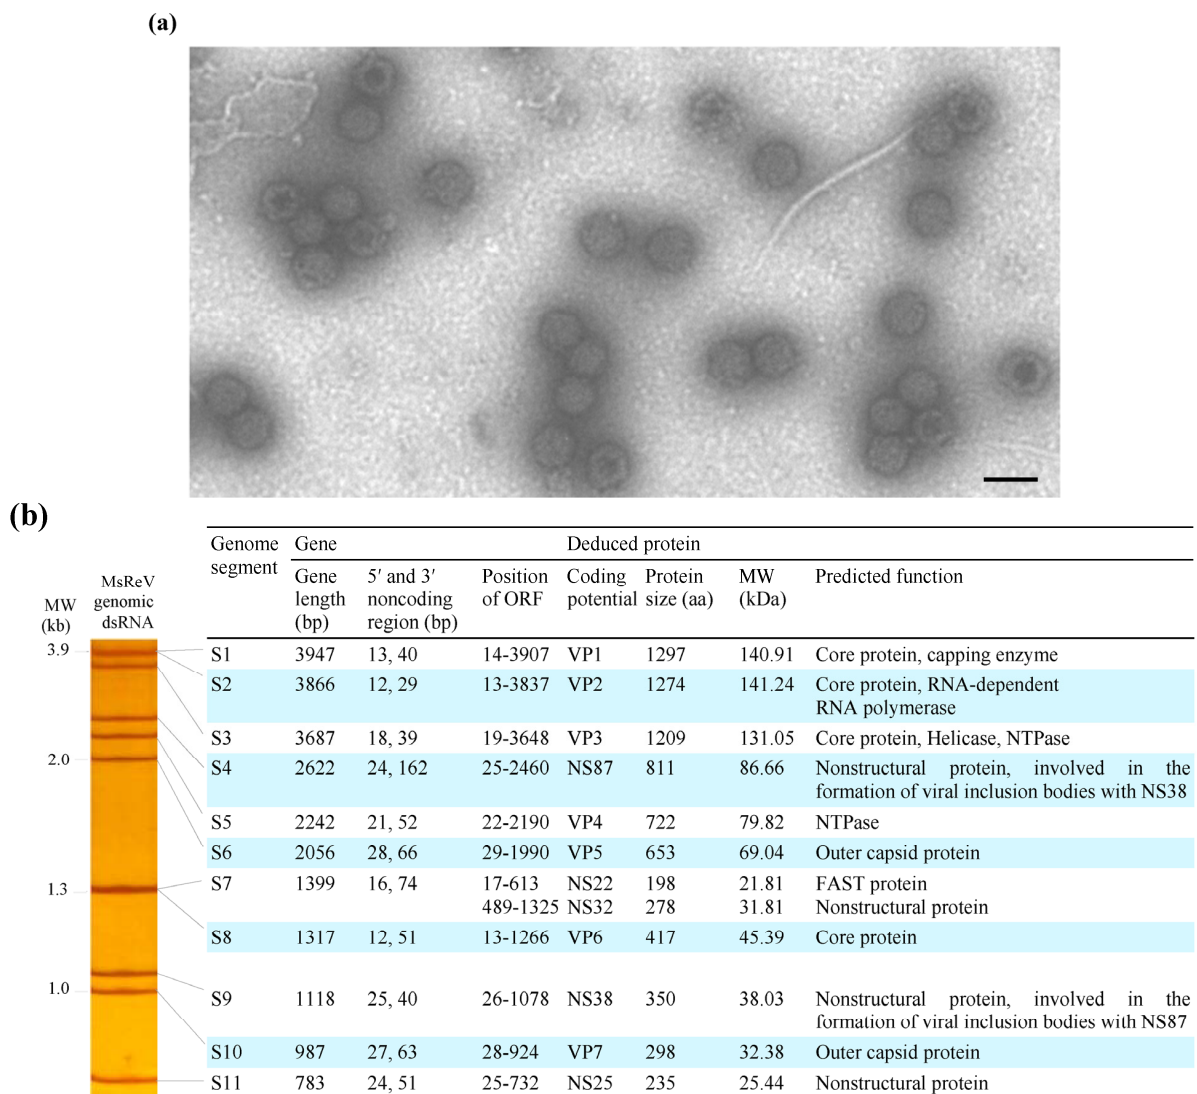 (a)
(b)
MsReV
genomic
dsRNA
MW
(kb)
3.9
2.0
1.3
1.0
Genome
segment
Gene
Deduced protein
Gene
length
(bp)
5′ and 3′
noncoding
region (bp)
Position
of ORF
Coding
potential
Protein
size (aa)
MW
(kDa)
Predicted function
S1 3947 13, 40 14-3907 VP1 1297 140.91 Core protein, capping enzyme
S2 3866 12, 29 13-3837 VP2 1274 141.24 Core protein, RNA-dependent
RNA polymerase
S3 3687 18, 39 19-3648 VP3 1209 131.05 Core protein, Helicase, NTPase
S4 2622 24, 162 25-2460 NS87 811 86.66 Nonstructural protein, involved in the
formation of viral inclusion bodies with NS38
S5 2242 21, 52 22-2190 VP4 722 79.82 NTPase
S6 2056 28, 66 29-1990 VP5 653 69.04 Outer capsid protein
S7 1399 16, 74 17-613 NS22 198 21.81 FAST protein
489-1325 NS32 278 31.81 Nonstructural protein
S8 1317 12, 51 13-1266 VP6 417 45.39 Core protein
S9 1118 25, 40 26-1078 NS38 350 38.03 Nonstructural protein, involved in the
formation of viral inclusion bodies with NS87
S10 987 27, 63 28-924 VP7 298 32.38 Outer capsid protein
S11 783 24, 51 25-732 NS25 235 25.44 Nonstructural protein